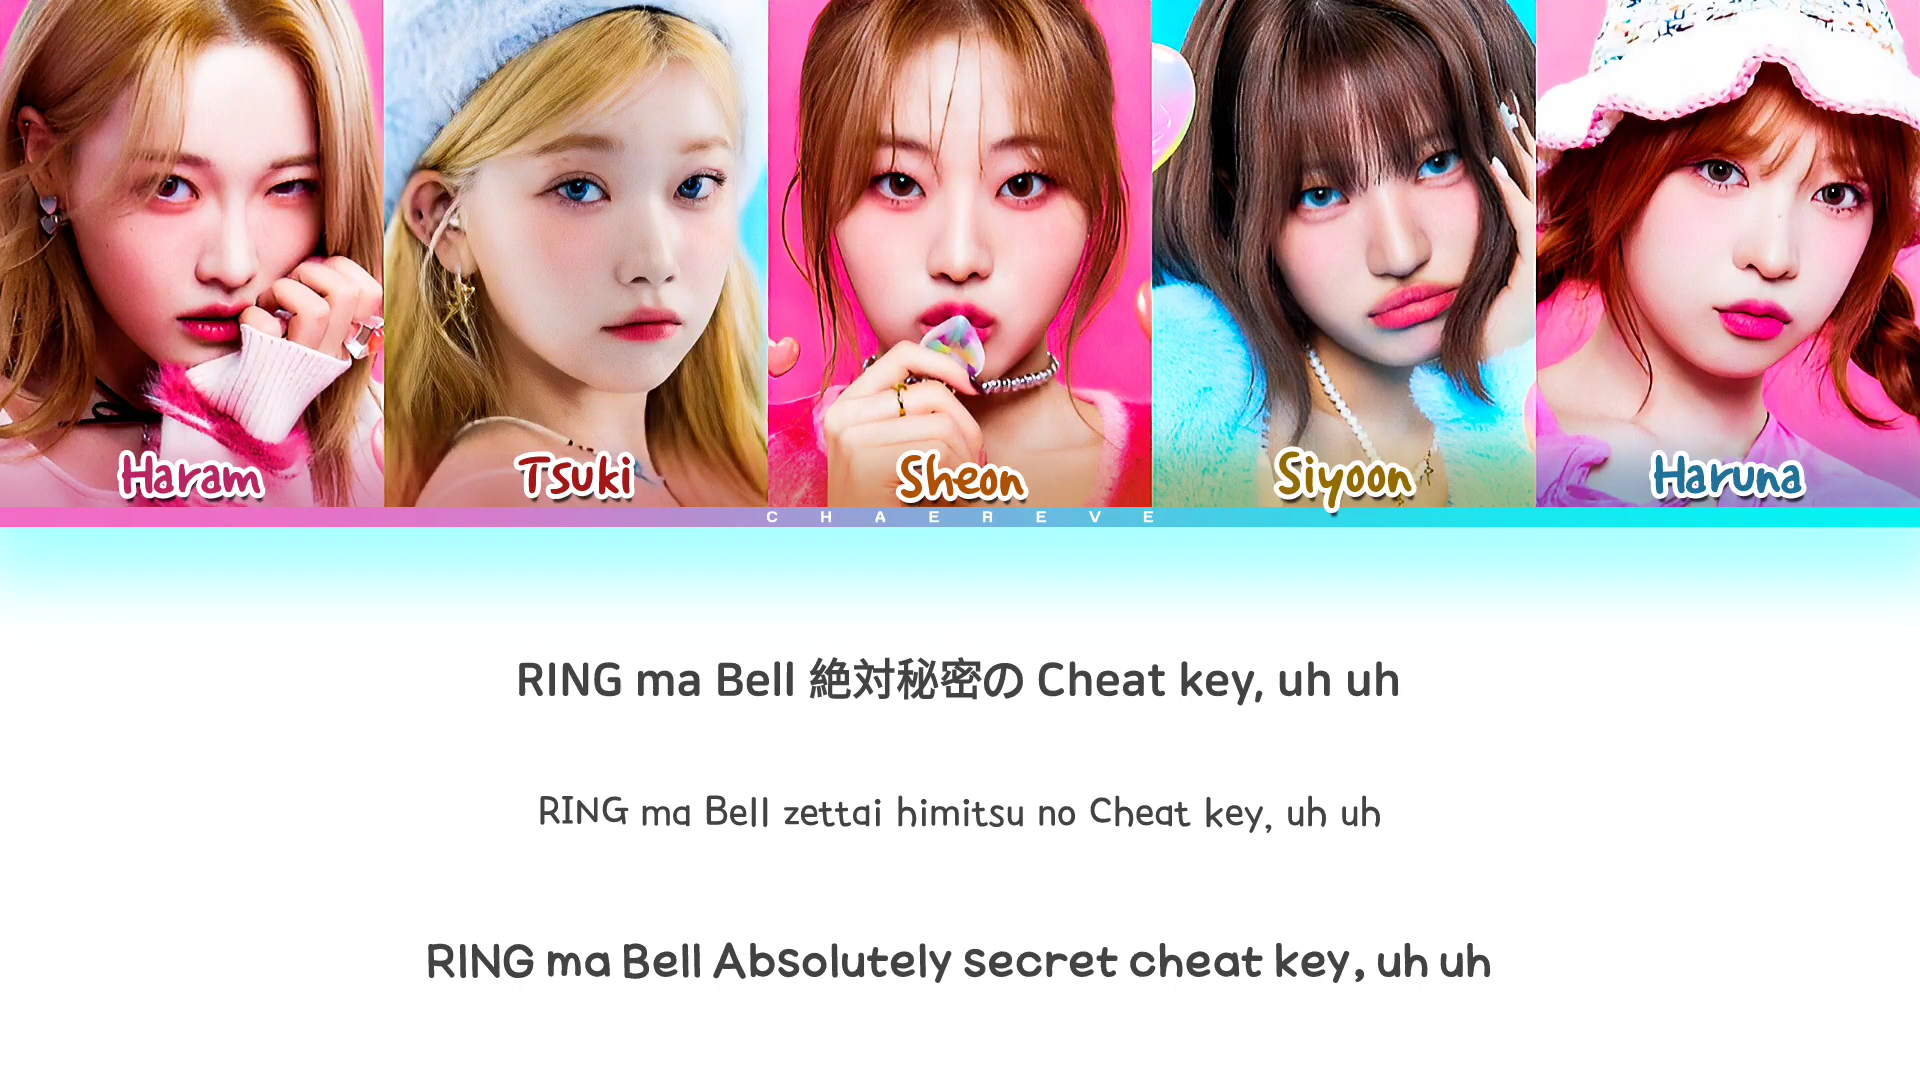 Haram
Tsuki
Sheon
Siyoon
Haruna
CHAEREVE
RING ma Bell 絶対秘密の Cheat key, uh uh
RING ma Bell zettai himitsu no Cheat key, uh uh
RING ma Bell Absolutely secret cheat key, uh uh